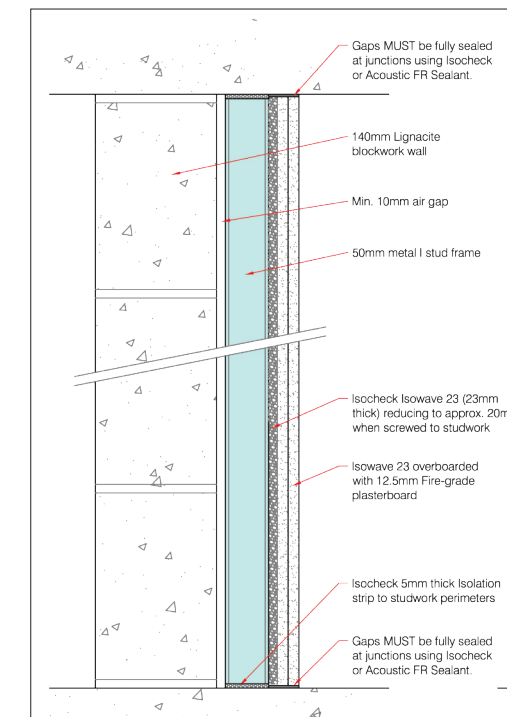 Gaps MUST be fully sealed
at junctions using Isocheck
or Acoustic FR Sealant.
140mm Lignacite
blockwork wall
Min. 10mm air gap
50mm metal I stud frame
Isocheck Isowave 23 (23mm
thick) reducing to approx. 20m
when screwed to studwork
Isowave 23 overboarded
with 12.5mm Fire-grade
plasterboard
Isocheck 5mm thick Isolation
strip to studwork perimeters
Gaps MUST be fully sealed
at junctions using Isocheck
or Acoustic FR Sealant.